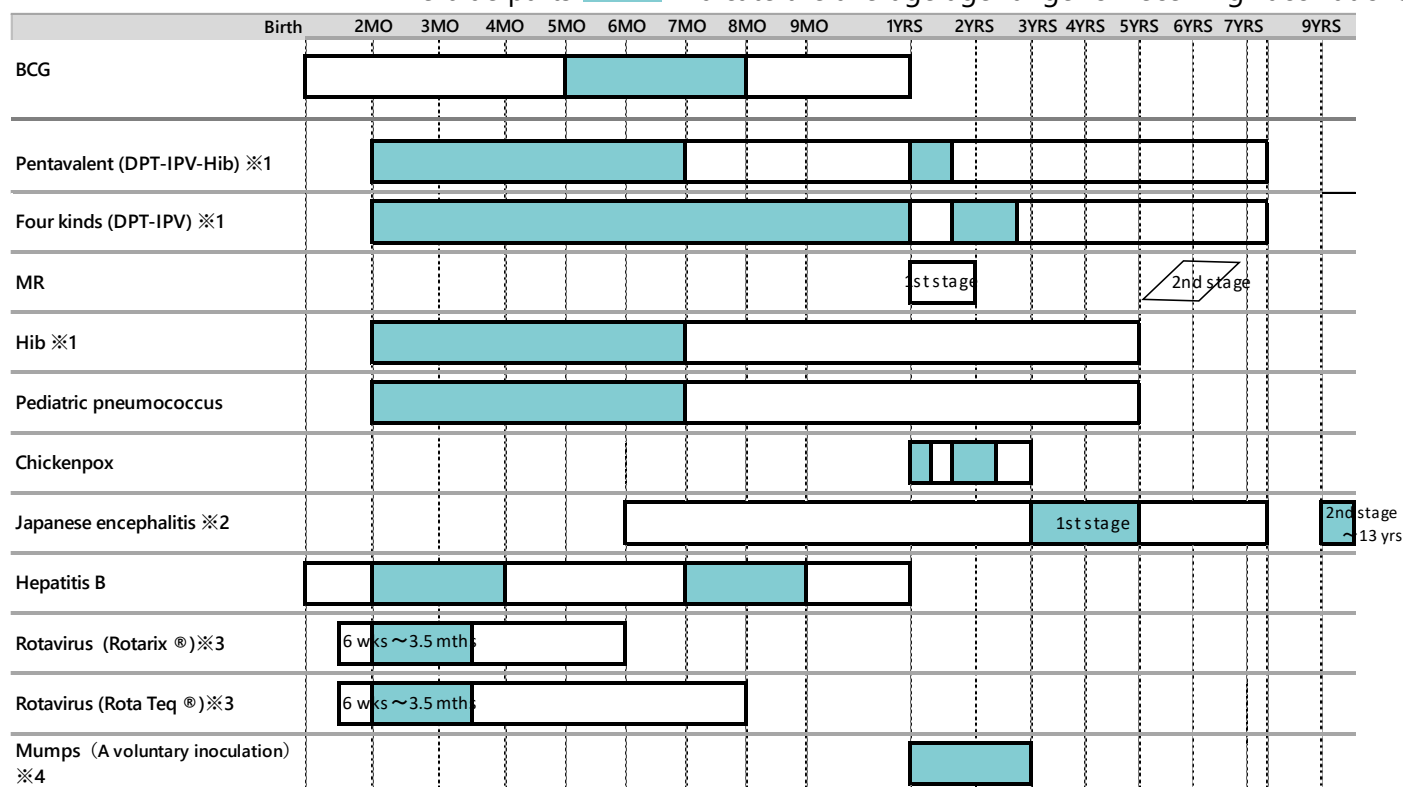 Birth 2MO 3MO 4MO 5MO 6MO 7MO 8MO 9MO 1YRS 2YRS 3YRS 4YRS 5YRS 6YRS 7YRS 9YRS
BCG
Pentavalent (DPT-IPV-Hib) ※1
Four kinds (DPT-IPV) ※1
MR 1st stage 2nd stage
Hib ※1
Pediatric pneumococcus
Chickenpox
Japanese encephalitis ※2 1st stage 2nd stage
～13 yrs
Hepatitis B
Rotavirus (Rotarix ®)※3 6 wks～3.5 mths
Rotavirus (Rota Teq ®)※3 6 wks～3.5 mths
Mumps（A voluntary inoculation）
※4